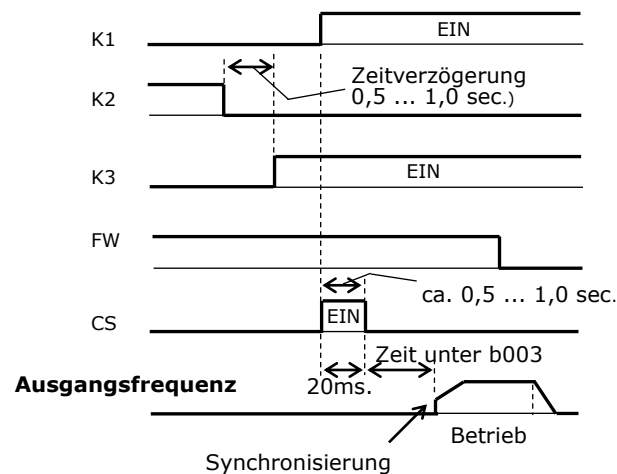 K1
EIN
Zeitverzögerung
0,5 ... 1,0 sec.)
K2
K3
EIN
FW
ca. 0,5 ... 1,0 sec.
CS
EIN
Zeit unter b003
20ms.
Ausgangsfrequenz
Betrieb
Synchronisierung